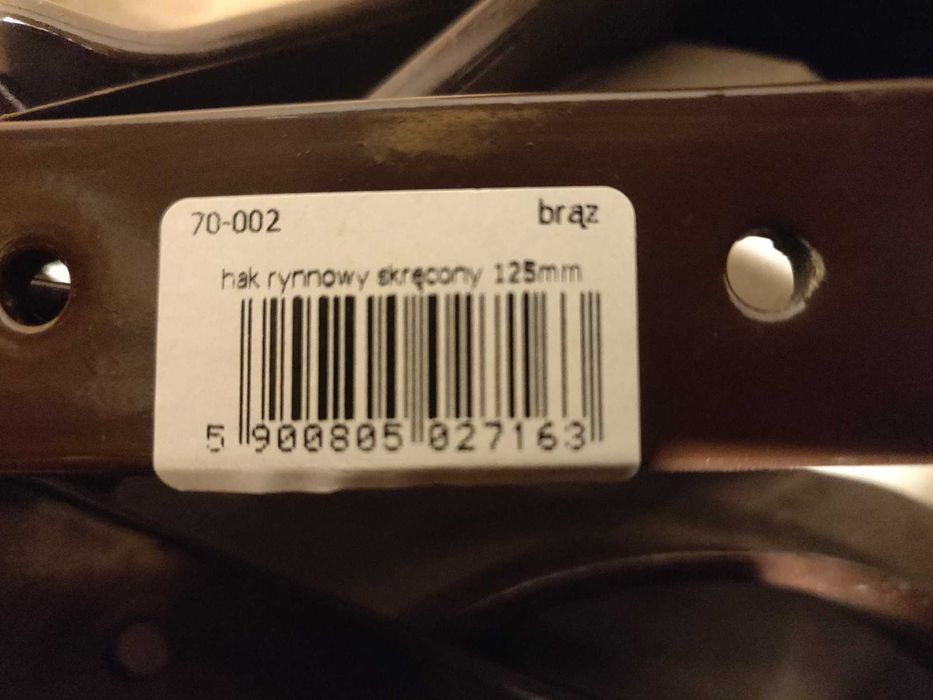 70-002 brąz
hak rynnowy skręcony 125mm
5 900805 027163